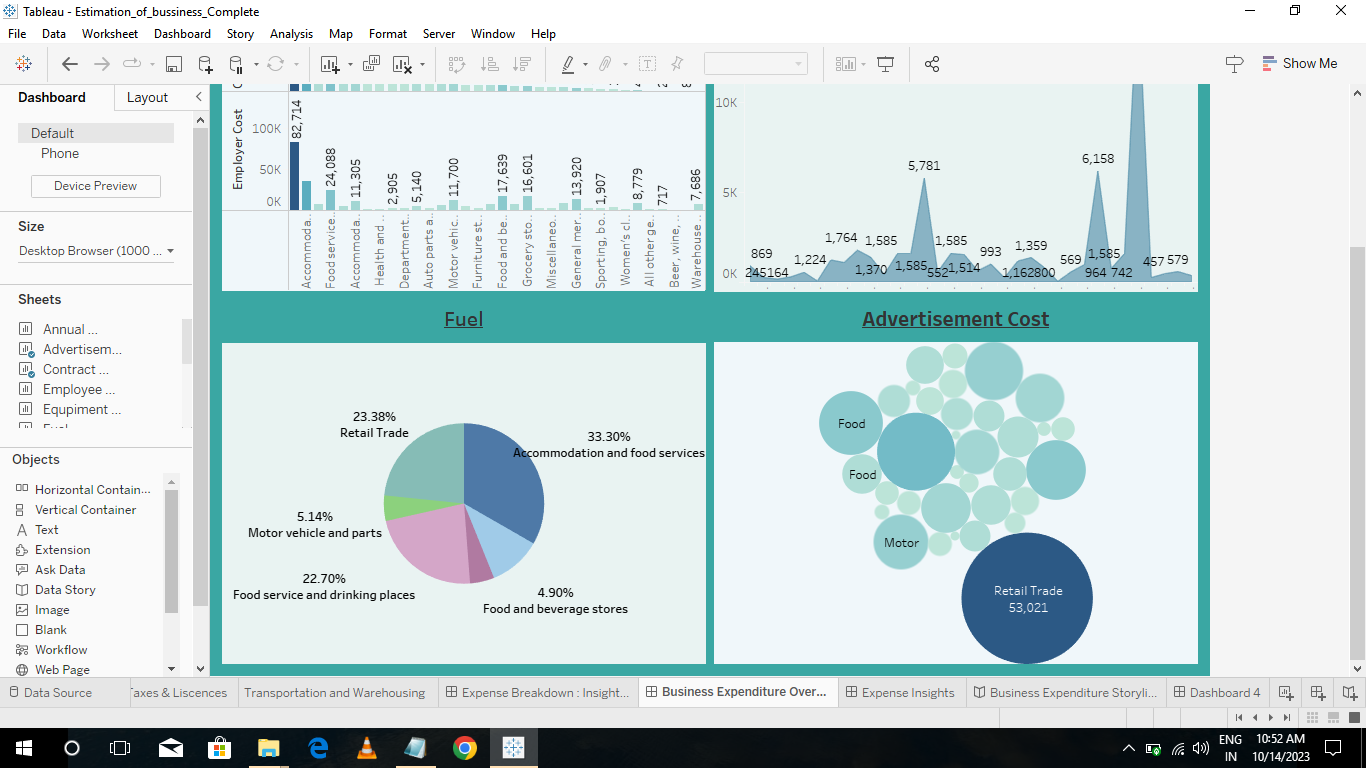 Tableau - Estimation_of_bussiness_Complete
File Data Worksheet Dashboard Story Analysis Map Format Server Window Help
Show Me
Dashboard Layout
Default
Phone
Device Preview
Size
Desktop Browser (1000 ...
Sheets
Annual ...
Advertisem...
Contract ...
Employee ...
Equpiment ...
Objects
Horizontal Contain...
Vertical Container
Text
Extension
Ask Data
Data Story
Image
Blank
Workflow
Web Page
Employer Cost
100K
50K
0K
82,714
24,088
11,305
2,905
5,140
11,700
17,639
16,601
13,920
1,907
8,779
717
7,686
Accommoda..
Food service..
Accommoda..
Health and ..
Department..
Auto parts a..
Motor vehic..
Furniture st..
Food and be..
Grocery sto..
Miscellaneo..
General mer..
Sporting, bo..
Women's cl..
All other ge..
Beer, wine, ..
Warehouse ..
10K
5K
0K
869
245164
1,224
1,764
1,370
1,585
1,585
5,781
552
1,585
1,514
993
1,162800
1,359
569
6,158
964
1,585
742
457 579
Fuel
23.38%
Retail Trade
33.30%
Accommodation and food services
5.14%
Motor vehicle and parts
22.70%
Food service and drinking places
4.90%
Food and beverage stores
Advertisement Cost
Food
Food
Motor
Retail Trade
53,021
Data Source
Taxes & Liscences
Transportation and Warehousing
Expense Breakdown : Insight...
Business Expenditure Over...
Expense Insights
Business Expenditure Storyli...
Dashboard 4
ENG
IN
10:52 AM
10/14/2023